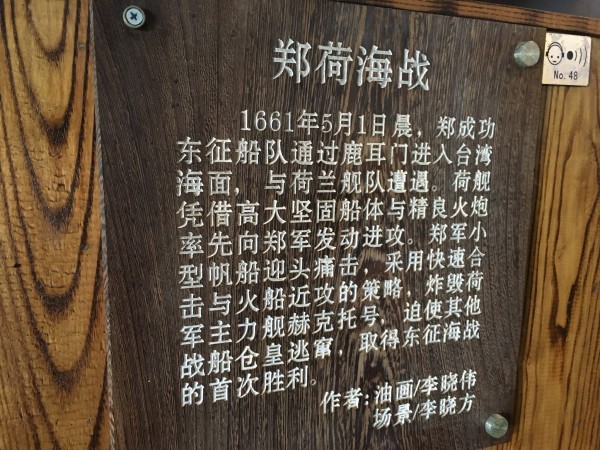 郑荷海战
1661年5月1日晨，郑成功
东征船队通过鹿耳门进入台湾
海面，与荷兰舰队遭遇。荷舰
凭借高大坚固船体与精良火炮
率先向郑军发动进攻。郑军小
型帆船迎头痛击，采用快速合
击与火船近攻的策略，炸毁荷
军主力舰赫克托号，迫使其他
战船仓皇逃窜，取得东征海战
的首次胜利。
作者:油画/李晓伟
场景/李晓方
No. 48